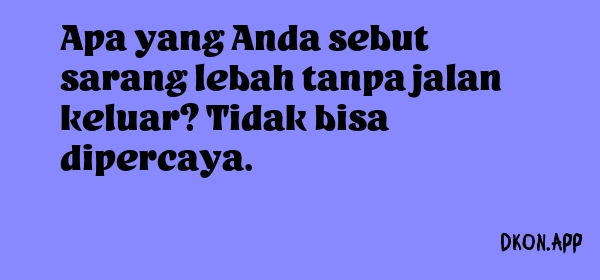 Apa yang Anda sebut
sarang lebah tanpa jalan
keluar? Tidak bisa
dipercaya.
DKON.APP